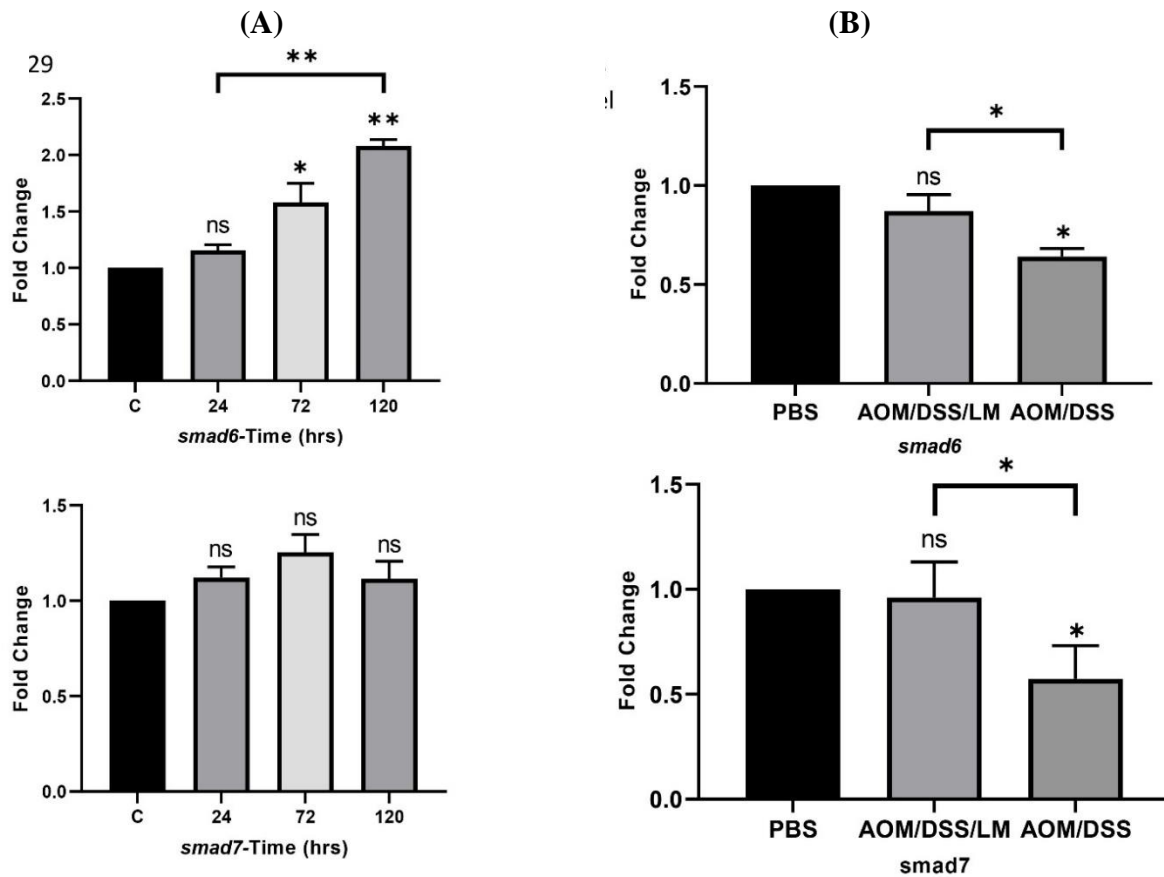 (A)
29
**
2.5
2.0
1.5
1.0
0.5
0.0
Fold Change
ns
*
**
C 24 72 120
smad6-Time (hrs)
1.5
1.0
0.5
0.0
Fold Change
ns
ns
ns
C 24 72 120
smad7-Time (hrs)
(B)
el
*
1.5
1.0
0.5
0.0
Fold Change
ns
*
PBS AOM/DSS/LM AOM/DSS
smad6
*
1.5
1.0
0.5
0.0
Fold Change
ns
*
PBS AOM/DSS/LM AOM/DSS
smad7